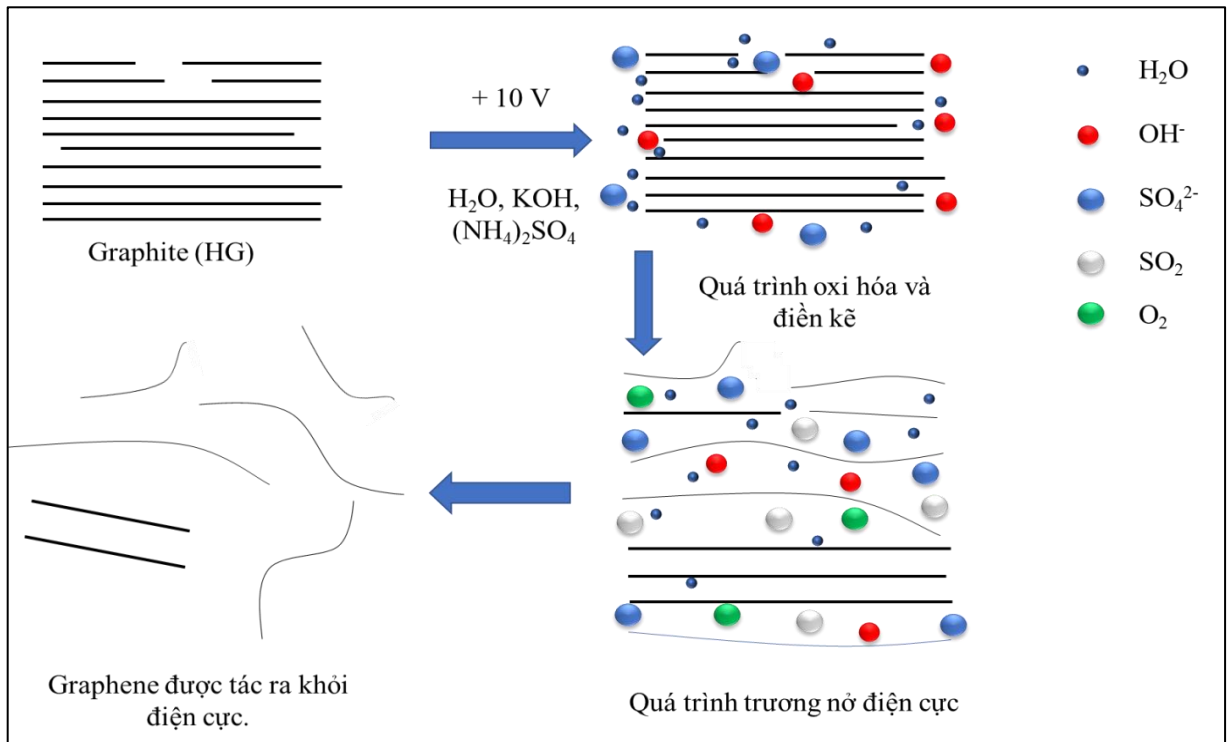 + 10 V
H₂O, KOH,
(NH₄)₂SO₄
Graphite (HG)
H₂O
OH⁻
SO₄²⁻
SO₂
O₂
Quá trình oxi hóa và
điền kẽ
Graphene được tác ra khỏi
điện cực.
Quá trình trương nở điện cực